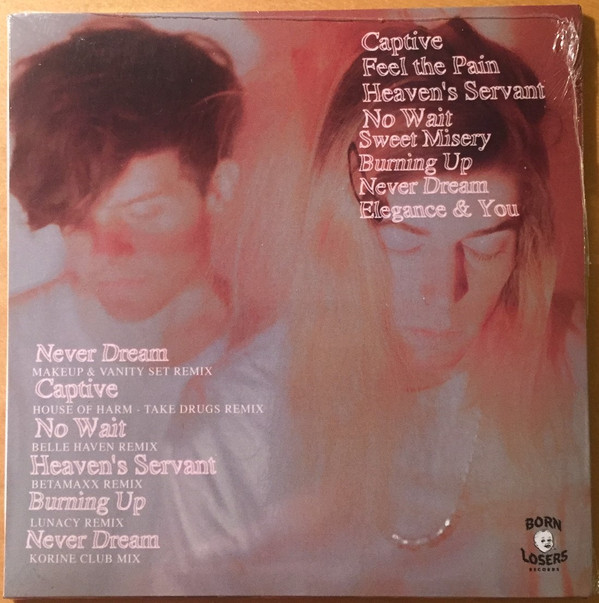 Captive
Feel the Pain
Heaven's Servant
No Wait
Sweet Misery
Burning Up
Never Dream
Elegance & You
Never Dream
MAKEUP & VANITY SET REMIX
Captive
HOUSE OF HARM - TAKE DRUGS REMIX
No Wait
BELLE HAVEN REMIX
Heaven's Servant
BETAMAXX REMIX
Burning Up
LUNACY REMIX
Never Dream
KORINE CLUB MIX
BORN
LOSERS
RECORDS